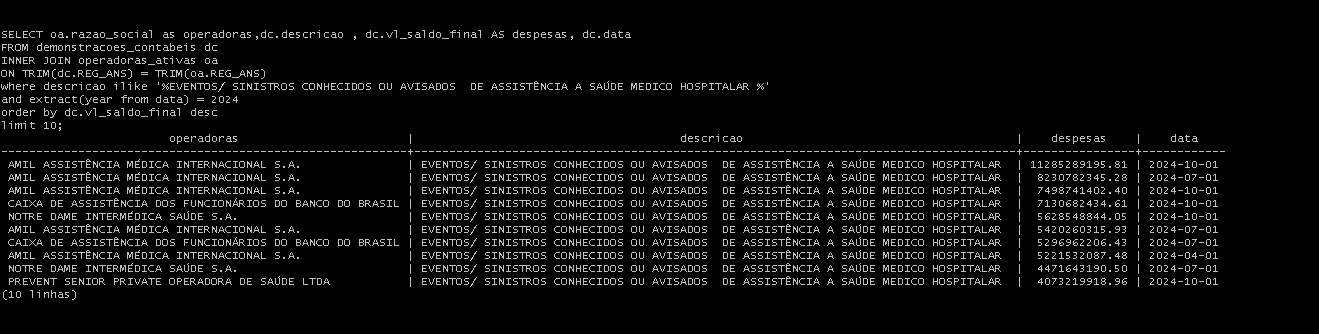 SELECT oa.razao_social as operadoras,dc.descricao , dc.vl_saldo_final AS despesas, dc.data
FROM demonstracoes_contabeis dc
INNER JOIN operadoras_ativas oa
ON TRIM(dc.REG_ANS) = TRIM(oa.REG_ANS)
where descricao ilike '%EVENTOS/ SINISTROS CONHECIDOS OU AVISADOS  DE ASSISTÊNCIA A SAÚDE MEDICO HOSPITALAR %'
and extract(year from data) = 2024
order by dc.vl_saldo_final desc
limit 10;
operadoras | descricao | despesas | data
-----------------------------------------------------------+---------------------------------------------------------------------------------------+----------------+------------
AMIL ASSISTÊNCIA MÉDICA INTERNACIONAL S.A. | EVENTOS/ SINISTROS CONHECIDOS OU AVISADOS  DE ASSISTÊNCIA A SAÚDE MEDICO HOSPITALAR | 11285289195.81 | 2024-10-01
AMIL ASSISTÊNCIA MÉDICA INTERNACIONAL S.A. | EVENTOS/ SINISTROS CONHECIDOS OU AVISADOS  DE ASSISTÊNCIA A SAÚDE MEDICO HOSPITALAR | 8230782345.28 | 2024-07-01
AMIL ASSISTÊNCIA MÉDICA INTERNACIONAL S.A. | EVENTOS/ SINISTROS CONHECIDOS OU AVISADOS  DE ASSISTÊNCIA A SAÚDE MEDICO HOSPITALAR | 7498741402.40 | 2024-10-01
CAIXA DE ASSISTÊNCIA DOS FUNCIONÁRIOS DO BANCO DO BRASIL | EVENTOS/ SINISTROS CONHECIDOS OU AVISADOS  DE ASSISTÊNCIA A SAÚDE MEDICO HOSPITALAR | 7130682434.61 | 2024-10-01
NOTRE DAME INTERMÉDICA SAÚDE S.A. | EVENTOS/ SINISTROS CONHECIDOS OU AVISADOS  DE ASSISTÊNCIA A SAÚDE MEDICO HOSPITALAR | 5628548844.05 | 2024-10-01
AMIL ASSISTÊNCIA MÉDICA INTERNACIONAL S.A. | EVENTOS/ SINISTROS CONHECIDOS OU AVISADOS  DE ASSISTÊNCIA A SAÚDE MEDICO HOSPITALAR | 5420260315.93 | 2024-07-01
CAIXA DE ASSISTÊNCIA DOS FUNCIONÁRIOS DO BANCO DO BRASIL | EVENTOS/ SINISTROS CONHECIDOS OU AVISADOS  DE ASSISTÊNCIA A SAÚDE MEDICO HOSPITALAR | 5296962206.43 | 2024-07-01
AMIL ASSISTÊNCIA MÉDICA INTERNACIONAL S.A. | EVENTOS/ SINISTROS CONHECIDOS OU AVISADOS  DE ASSISTÊNCIA A SAÚDE MEDICO HOSPITALAR | 5221532087.48 | 2024-04-01
NOTRE DAME INTERMÉDICA SAÚDE S.A. | EVENTOS/ SINISTROS CONHECIDOS OU AVISADOS  DE ASSISTÊNCIA A SAÚDE MEDICO HOSPITALAR | 4471643190.50 | 2024-07-01
PREVENT SENIOR PRIVATE OPERADORA DE SAÚDE LTDA | EVENTOS/ SINISTROS CONHECIDOS OU AVISADOS  DE ASSISTÊNCIA A SAÚDE MEDICO HOSPITALAR | 4073219918.96 | 2024-10-01
(10 linhas)